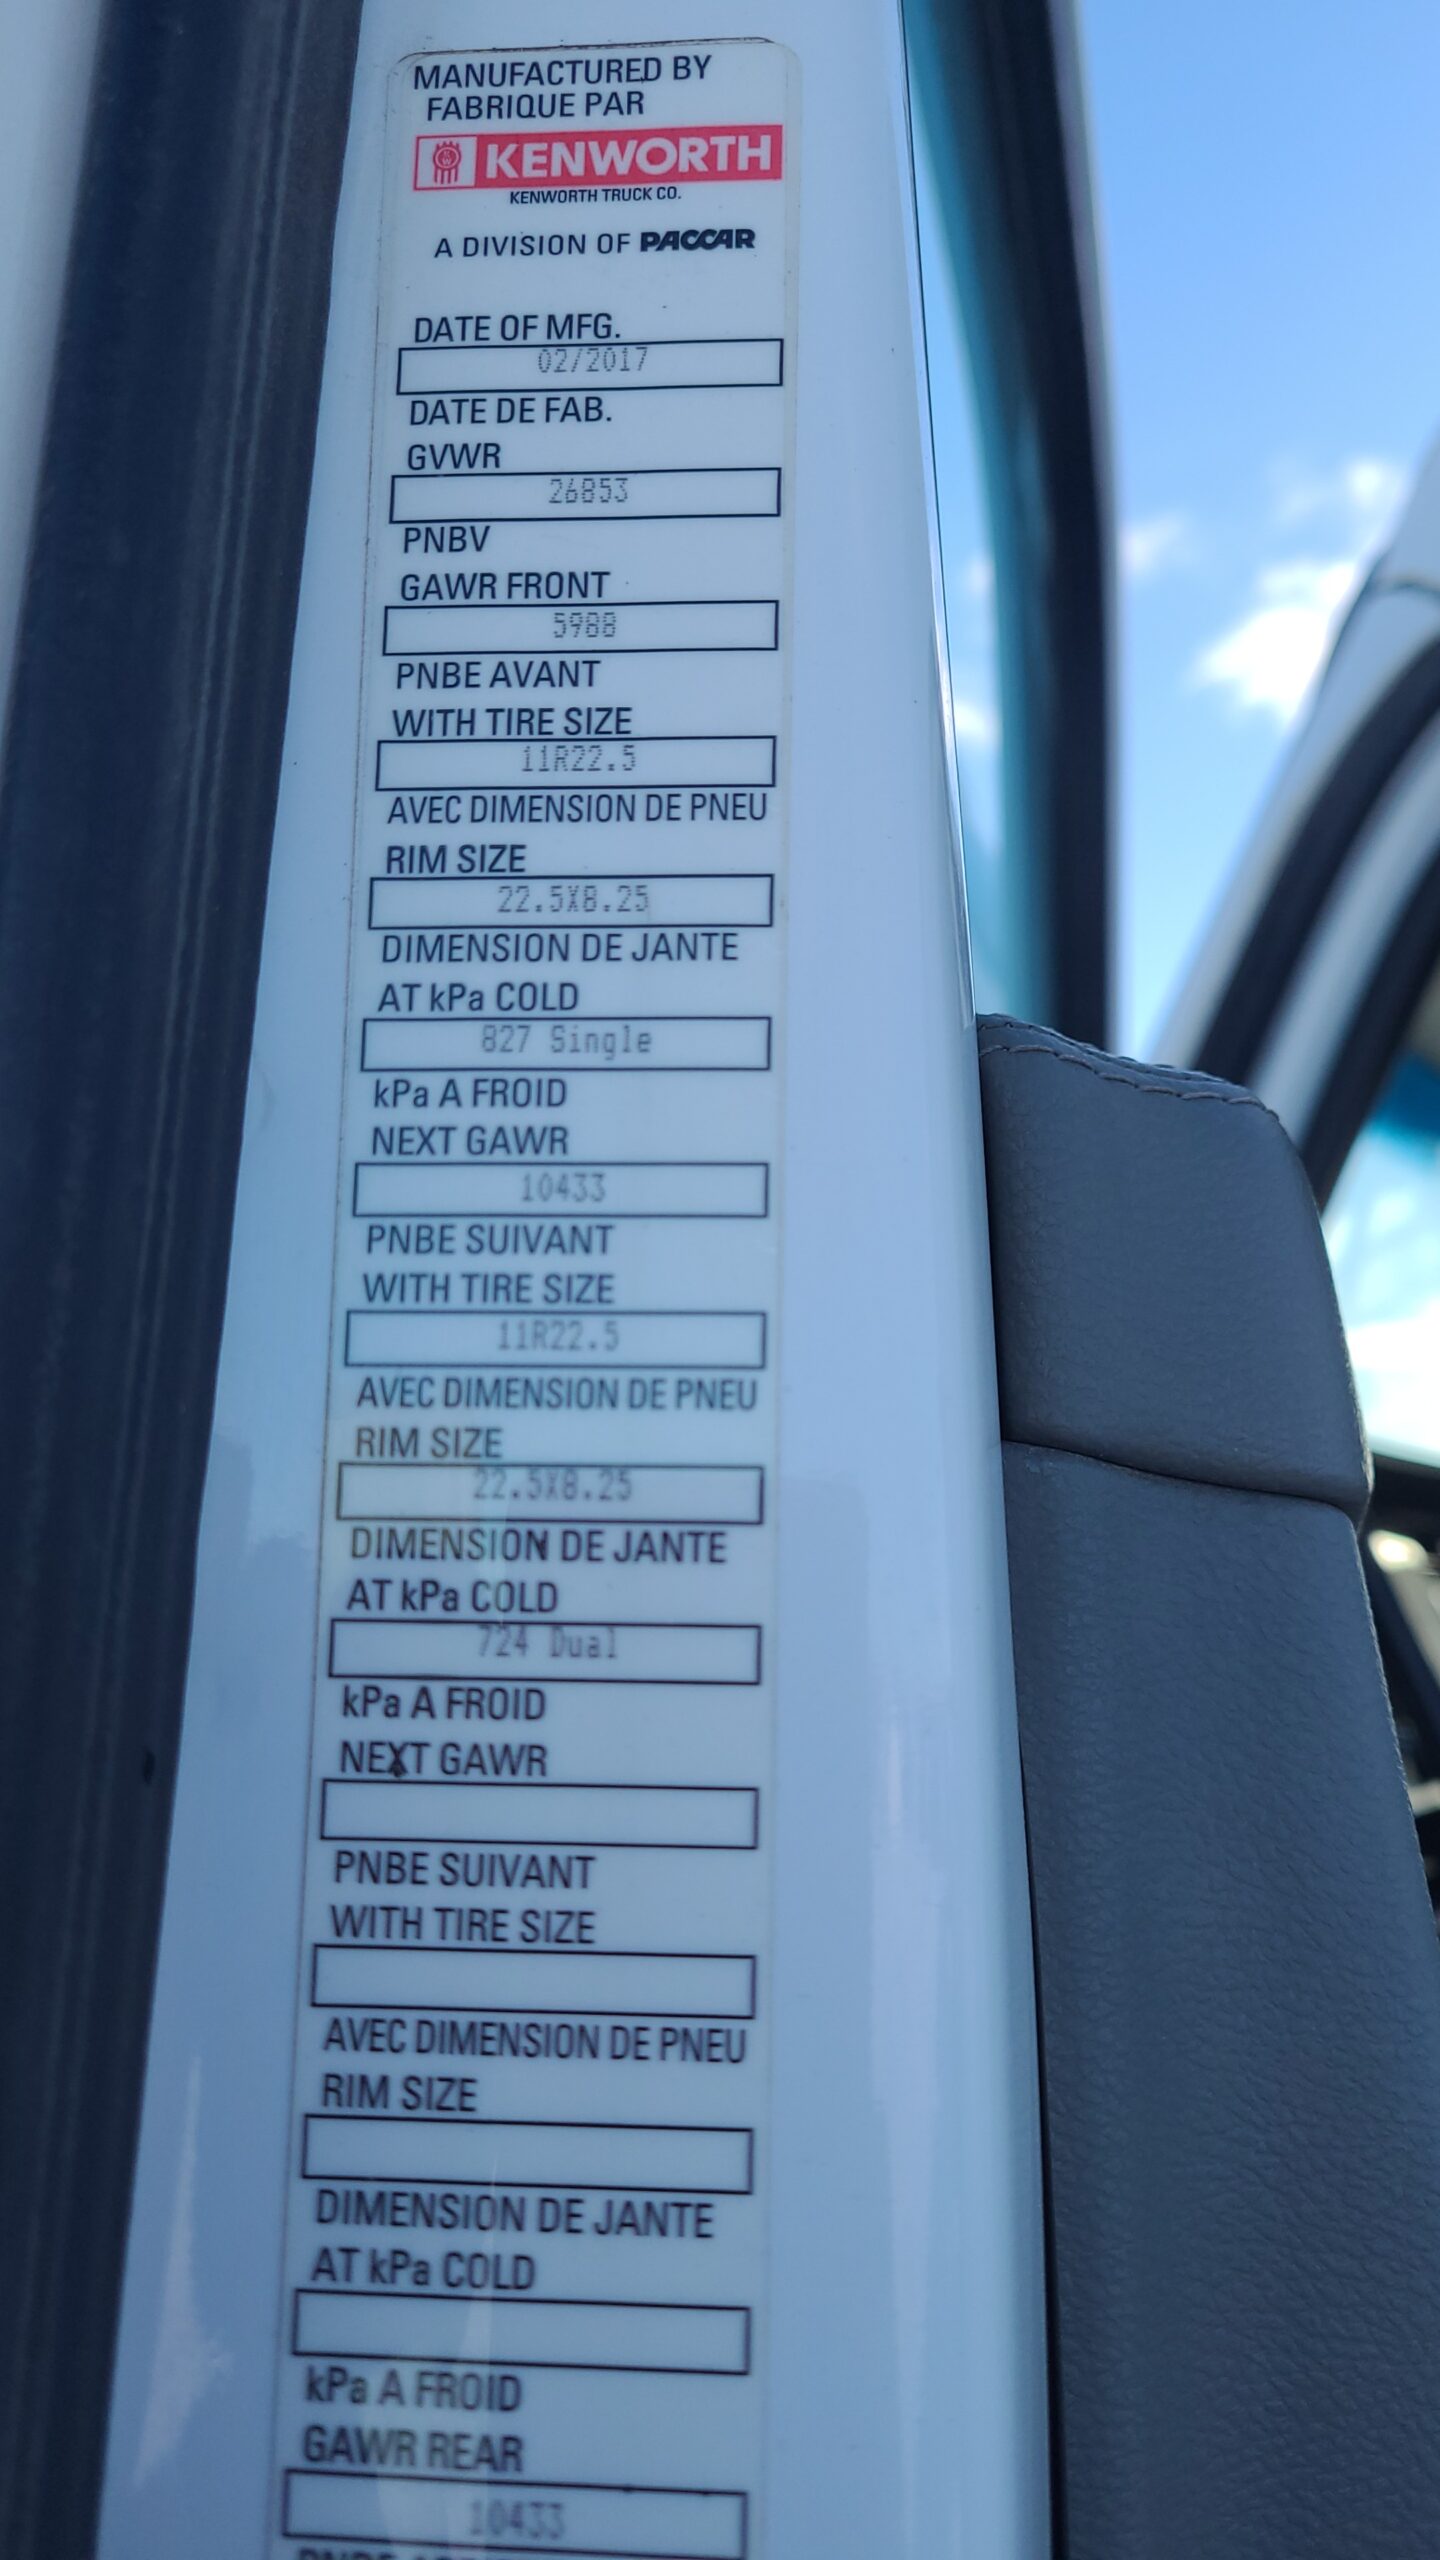 MANUFACTURED BY
FABRIQUE PAR
KENWORTH
KENWORTH TRUCK CO.
A DIVISION OF PACCAR
DATE OF MFG.
02/2017
DATE DE FAB.
GVWR
26853
PNBV
GAWR FRONT
5988
PNBE AVANT
WITH TIRE SIZE
11R22.5
AVEC DIMENSION DE PNEU
RIM SIZE
22.5X8.25
DIMENSION DE JANTE
AT kPa COLD
827 Single
kPa A FROID
NEXT GAWR
10433
PNBE SUIVANT
WITH TIRE SIZE
11R22.5
AVEC DIMENSION DE PNEU
RIM SIZE
22.5X8.25
DIMENSION DE JANTE
AT kPa COLD
724 Dual
kPa A FROID
NEXT GAWR
PNBE SUIVANT
WITH TIRE SIZE
AVEC DIMENSION DE PNEU
RIM SIZE
DIMENSION DE JANTE
AT kPa COLD
kPa A FROID
GAWR REAR
10433